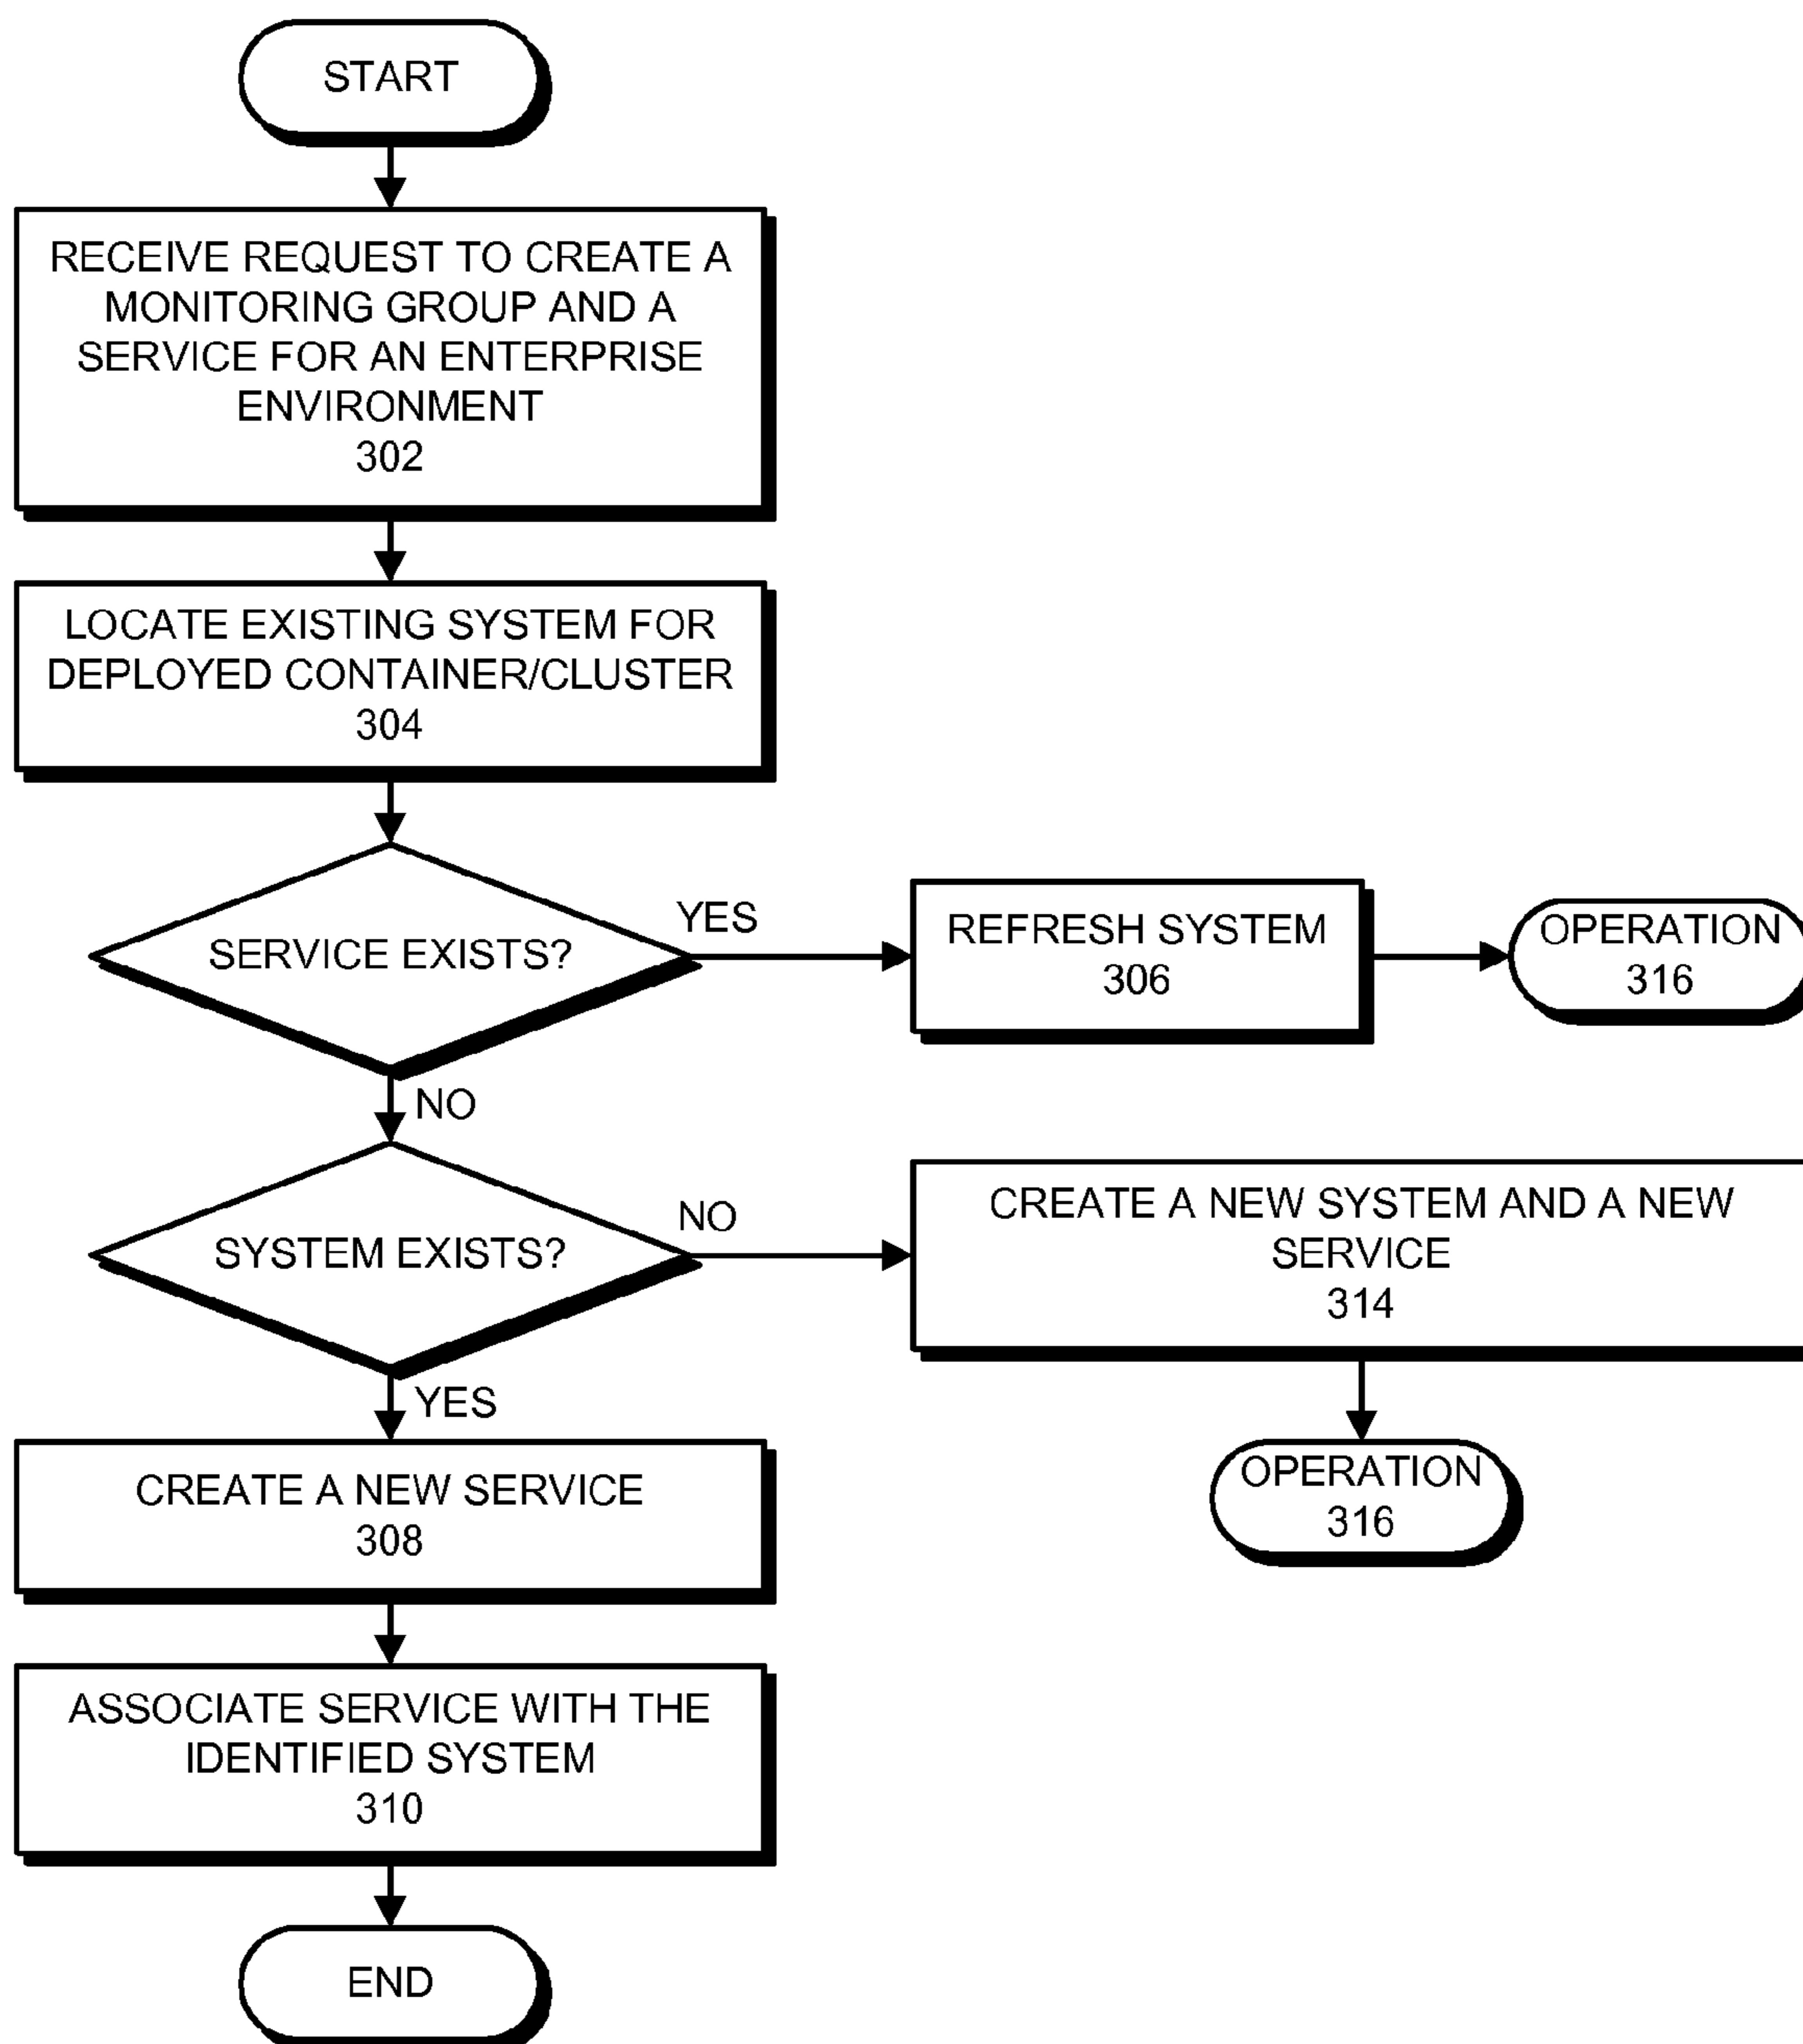 START
RECEIVE REQUEST TO CREATE A
MONITORING GROUP AND A
SERVICE FOR AN ENTERPRISE
ENVIRONMENT
302
LOCATE EXISTING SYSTEM FOR
DEPLOYED CONTAINER/CLUSTER
304
SERVICE EXISTS?
YES
REFRESH SYSTEM
306
OPERATION
316
NO
SYSTEM EXISTS?
NO
CREATE A NEW SYSTEM AND A NEW
SERVICE
314
OPERATION
316
YES
CREATE A NEW SERVICE
308
ASSOCIATE SERVICE WITH THE
IDENTIFIED SYSTEM
310
END